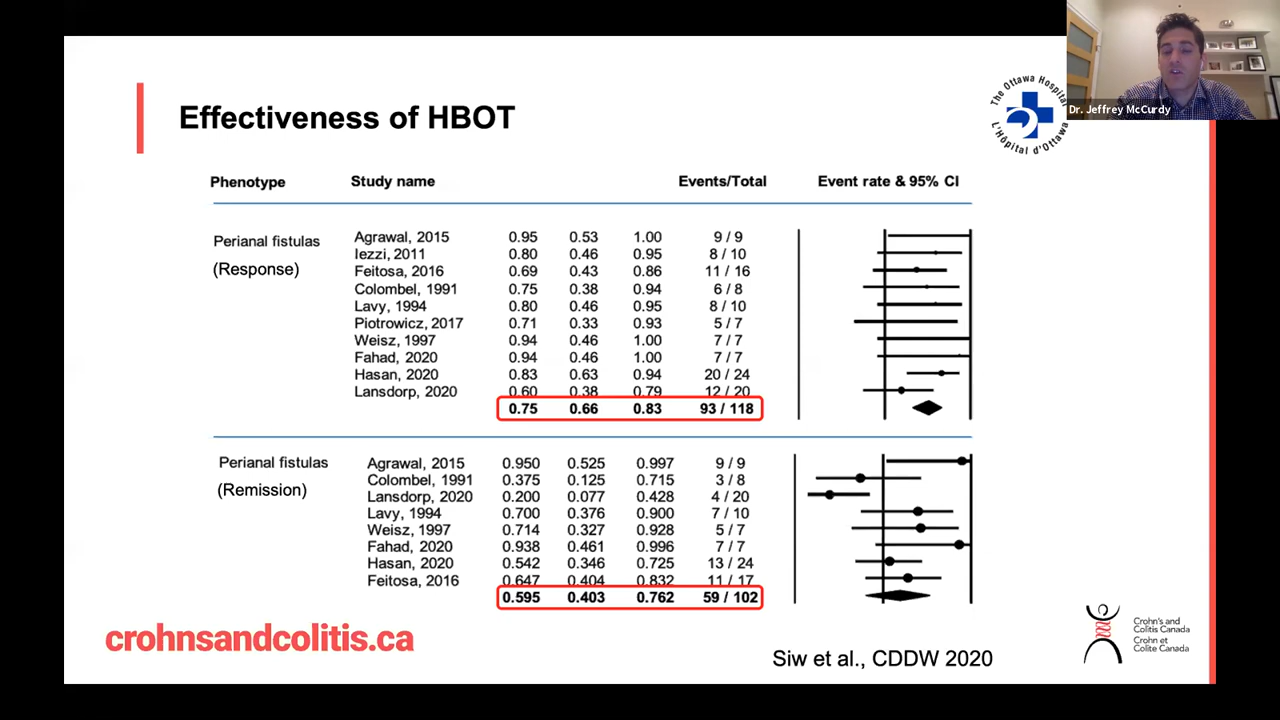 Effectiveness of HBOT
The Ottawa Hospital
L'Hôpital d'Ottawa
Dr. Jeffrey McCurdy
Phenotype Study name Events/Total Event rate & 95% CI
Perianal fistulas
(Response)
Agrawal, 2015 0.95 0.53 1.00 9 / 9
Iezzi, 2011 0.80 0.46 0.95 8 / 10
Feitosa, 2016 0.69 0.43 0.86 11 / 16
Colombel, 1991 0.75 0.38 0.94 6 / 8
Lavy, 1994 0.80 0.46 0.95 8 / 10
Piotrowicz, 2017 0.71 0.33 0.93 5 / 7
Weisz, 1997 0.94 0.46 1.00 7 / 7
Fahad, 2020 0.94 0.46 1.00 7 / 7
Hasan, 2020 0.83 0.63 0.94 20 / 24
Lansdorp, 2020 0.60 0.38 0.79 12 / 20
0.75 0.66 0.83 93 / 118
Perianal fistulas
(Remission)
Agrawal, 2015 0.950 0.525 0.997 9 / 9
Colombel, 1991 0.375 0.125 0.715 3 / 8
Lansdorp, 2020 0.200 0.077 0.428 4 / 20
Lavy, 1994 0.700 0.376 0.900 7 / 10
Weisz, 1997 0.714 0.327 0.928 5 / 7
Fahad, 2020 0.938 0.461 0.996 7 / 7
Hasan, 2020 0.542 0.346 0.725 13 / 24
Feitosa, 2016 0.647 0.404 0.832 11 / 17
0.595 0.403 0.762 59 / 102
crohnsandcolitis.ca
Siw et al., CDDW 2020
Crohn's and
Colitis Canada
Crohn et
Colite Canada